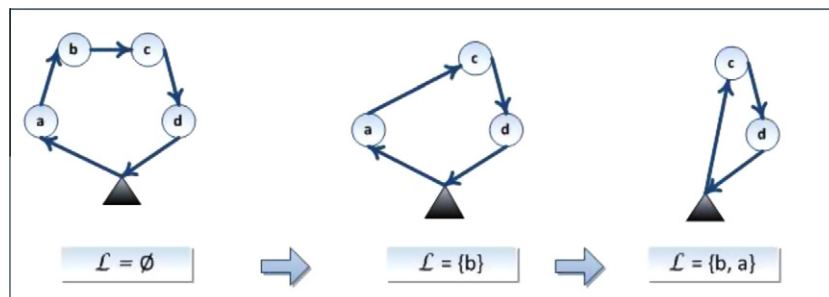 b c
a d
c
a d
c
d
ℒ = ∅
ℒ = {b}
ℒ = {b, a}